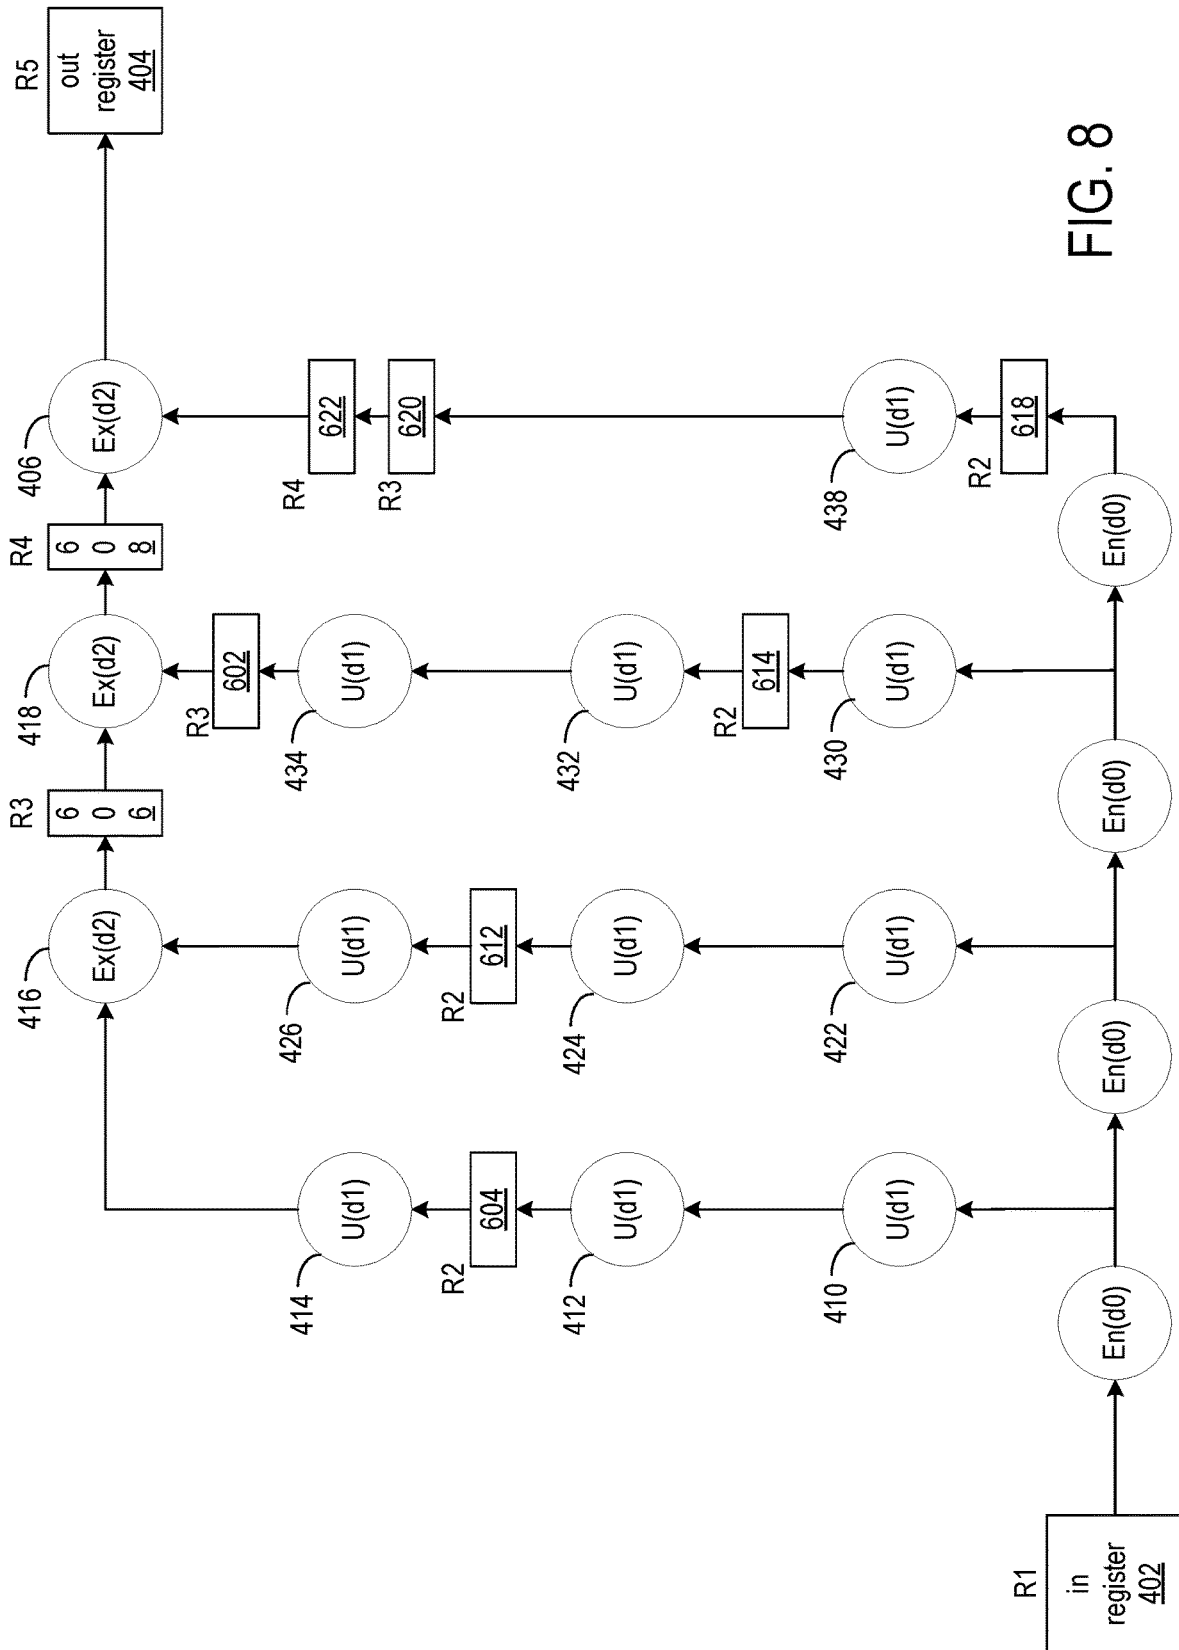 416
R3
418
R4
406
R5
Ex(d2)
6
0
6
Ex(d2)
6
0
8
Ex(d2)
out
register
404
R3
602
414
U(d1)
426
U(d1)
434
U(d1)
R4
622
R3
620
R2
604
R2
612
412
U(d1)
424
U(d1)
432
U(d1)
R2
614
410
U(d1)
422
U(d1)
430
U(d1)
438
U(d1)
R2
618
R1
in
register
402
En(d0)
En(d0)
En(d0)
En(d0)
FIG. 8